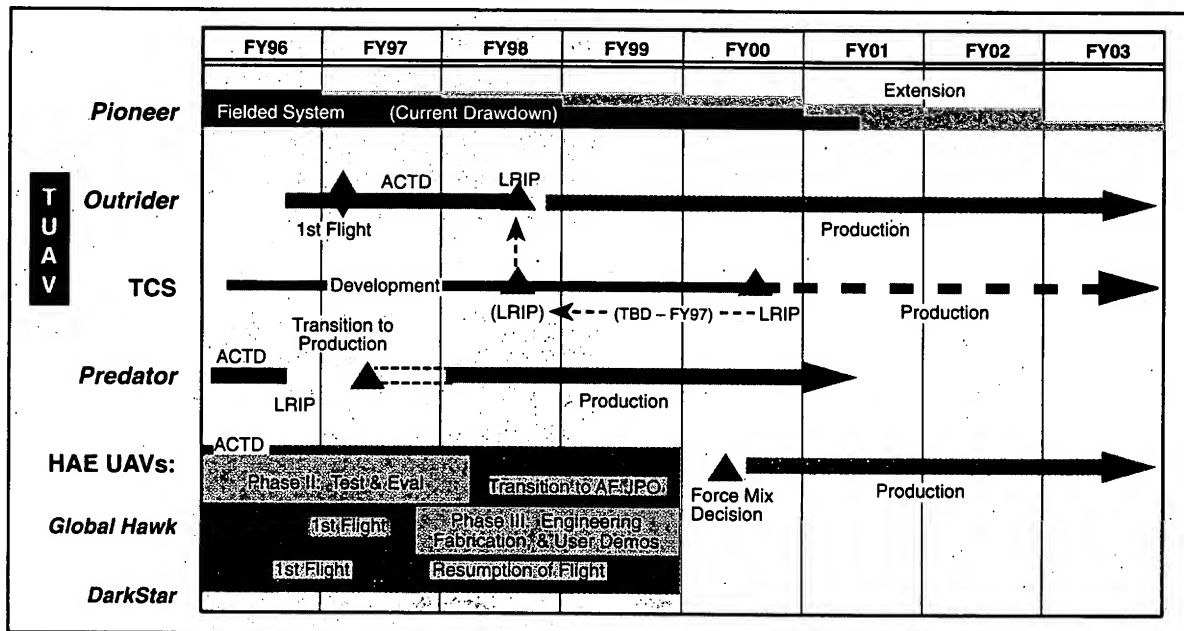 FY96 FY97 FY98 FY99 FY00 FY01 FY02 FY03
Pioneer
Fielded System (Current Drawdown)
Extension
TUAV
Outrider
ACTD LRIP
1st Flight
Production
TCS
Development
(LRIP) (TBD – FY97) LRIP
Production
Transition to
Production
Predator
ACTD
LRIP
Production
HAE UAVs:
ACTD
Phase II: Test & Eval
Transition to AF JPO
Force Mix
Decision
Production
Global Hawk
1st Flight
Phase III: Engineering
Fabrication, & User Demos
1st Flight Resumption of Flight
DarkStar